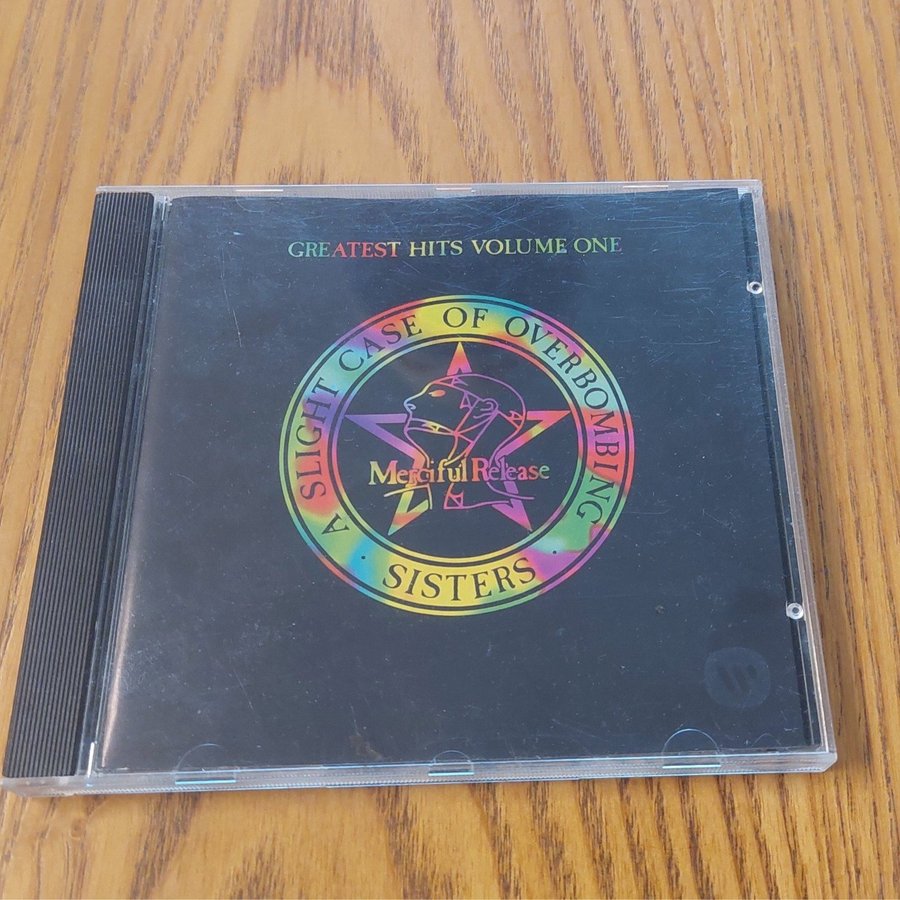 GREATEST HITS VOLUME ONE
A SLIGHT CASE OF OVERBOMBING
Merciful Release
· SISTERS ·